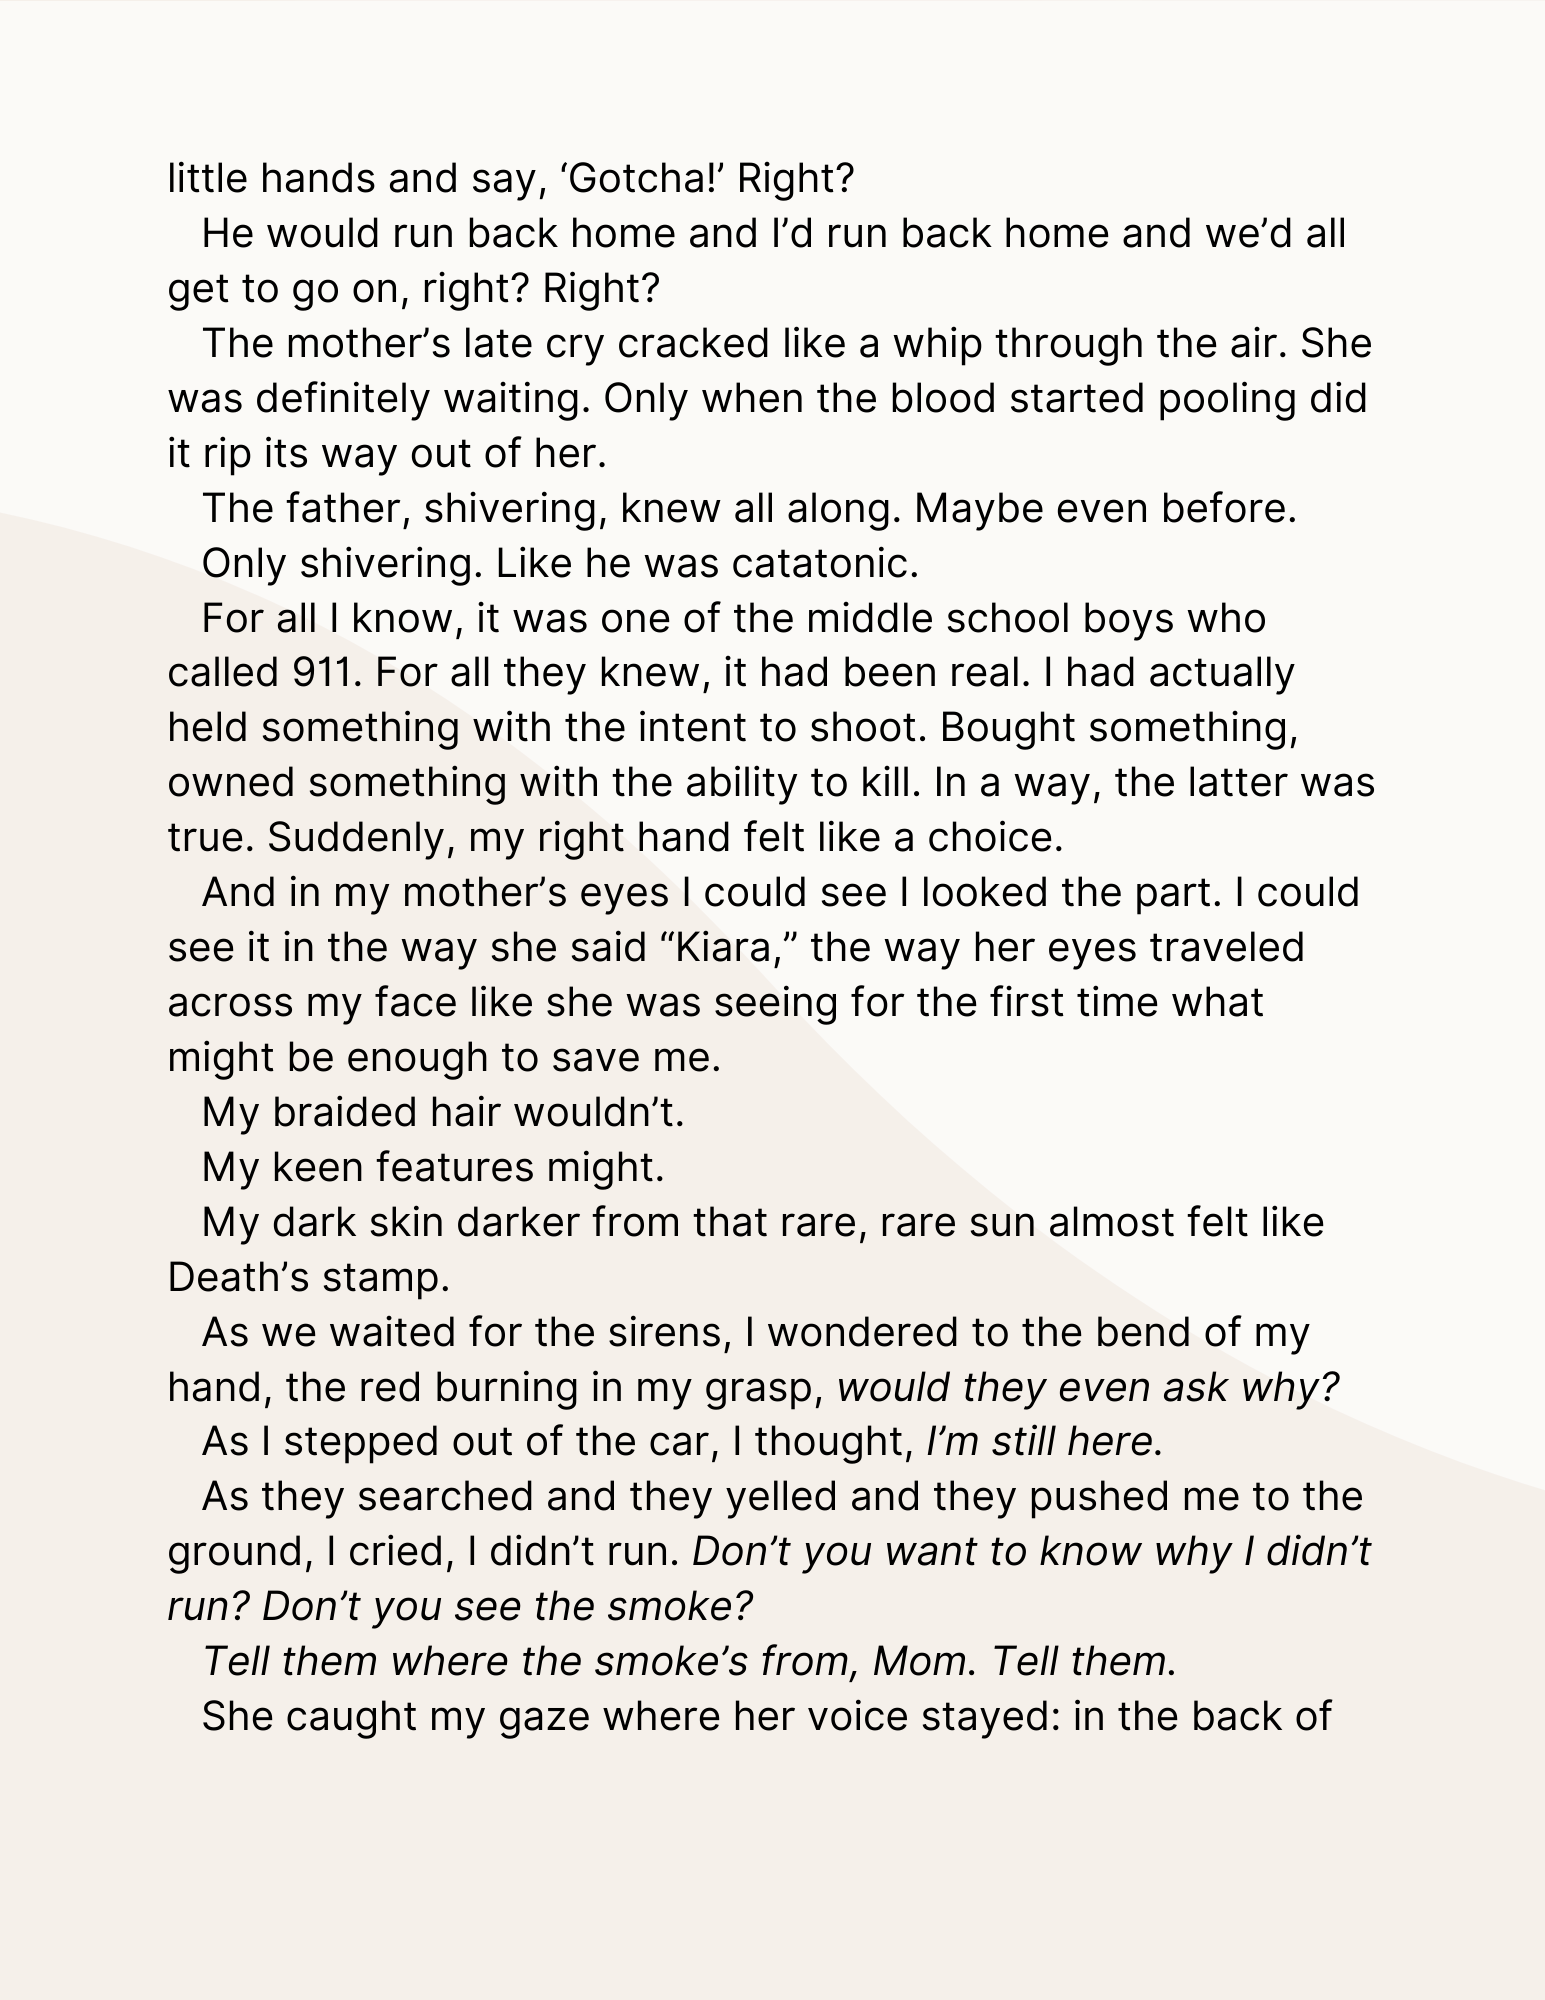 little hands and say, ‘Gotcha!’ Right?
He would run back home and I’d run back home and we’d all
get to go on, right? Right?
The mother’s late cry cracked like a whip through the air. She
was definitely waiting. Only when the blood started pooling did
it rip its way out of her.
The father, shivering, knew all along. Maybe even before.
Only shivering. Like he was catatonic.
For all I know, it was one of the middle school boys who
called 911. For all they knew, it had been real. I had actually
held something with the intent to shoot. Bought something,
owned something with the ability to kill. In a way, the latter was
true. Suddenly, my right hand felt like a choice.
And in my mother’s eyes I could see I looked the part. I could
see it in the way she said “Kiara,” the way her eyes traveled
across my face like she was seeing for the first time what
might be enough to save me.
My braided hair wouldn’t.
My keen features might.
My dark skin darker from that rare, rare sun almost felt like
Death’s stamp.
As we waited for the sirens, I wondered to the bend of my
hand, the red burning in my grasp, would they even ask why?
As I stepped out of the car, I thought, I’m still here.
As they searched and they yelled and they pushed me to the
ground, I cried, I didn’t run. Don’t you want to know why I didn’t
run? Don’t you see the smoke?
Tell them where the smoke’s from, Mom. Tell them.
She caught my gaze where her voice stayed: in the back of